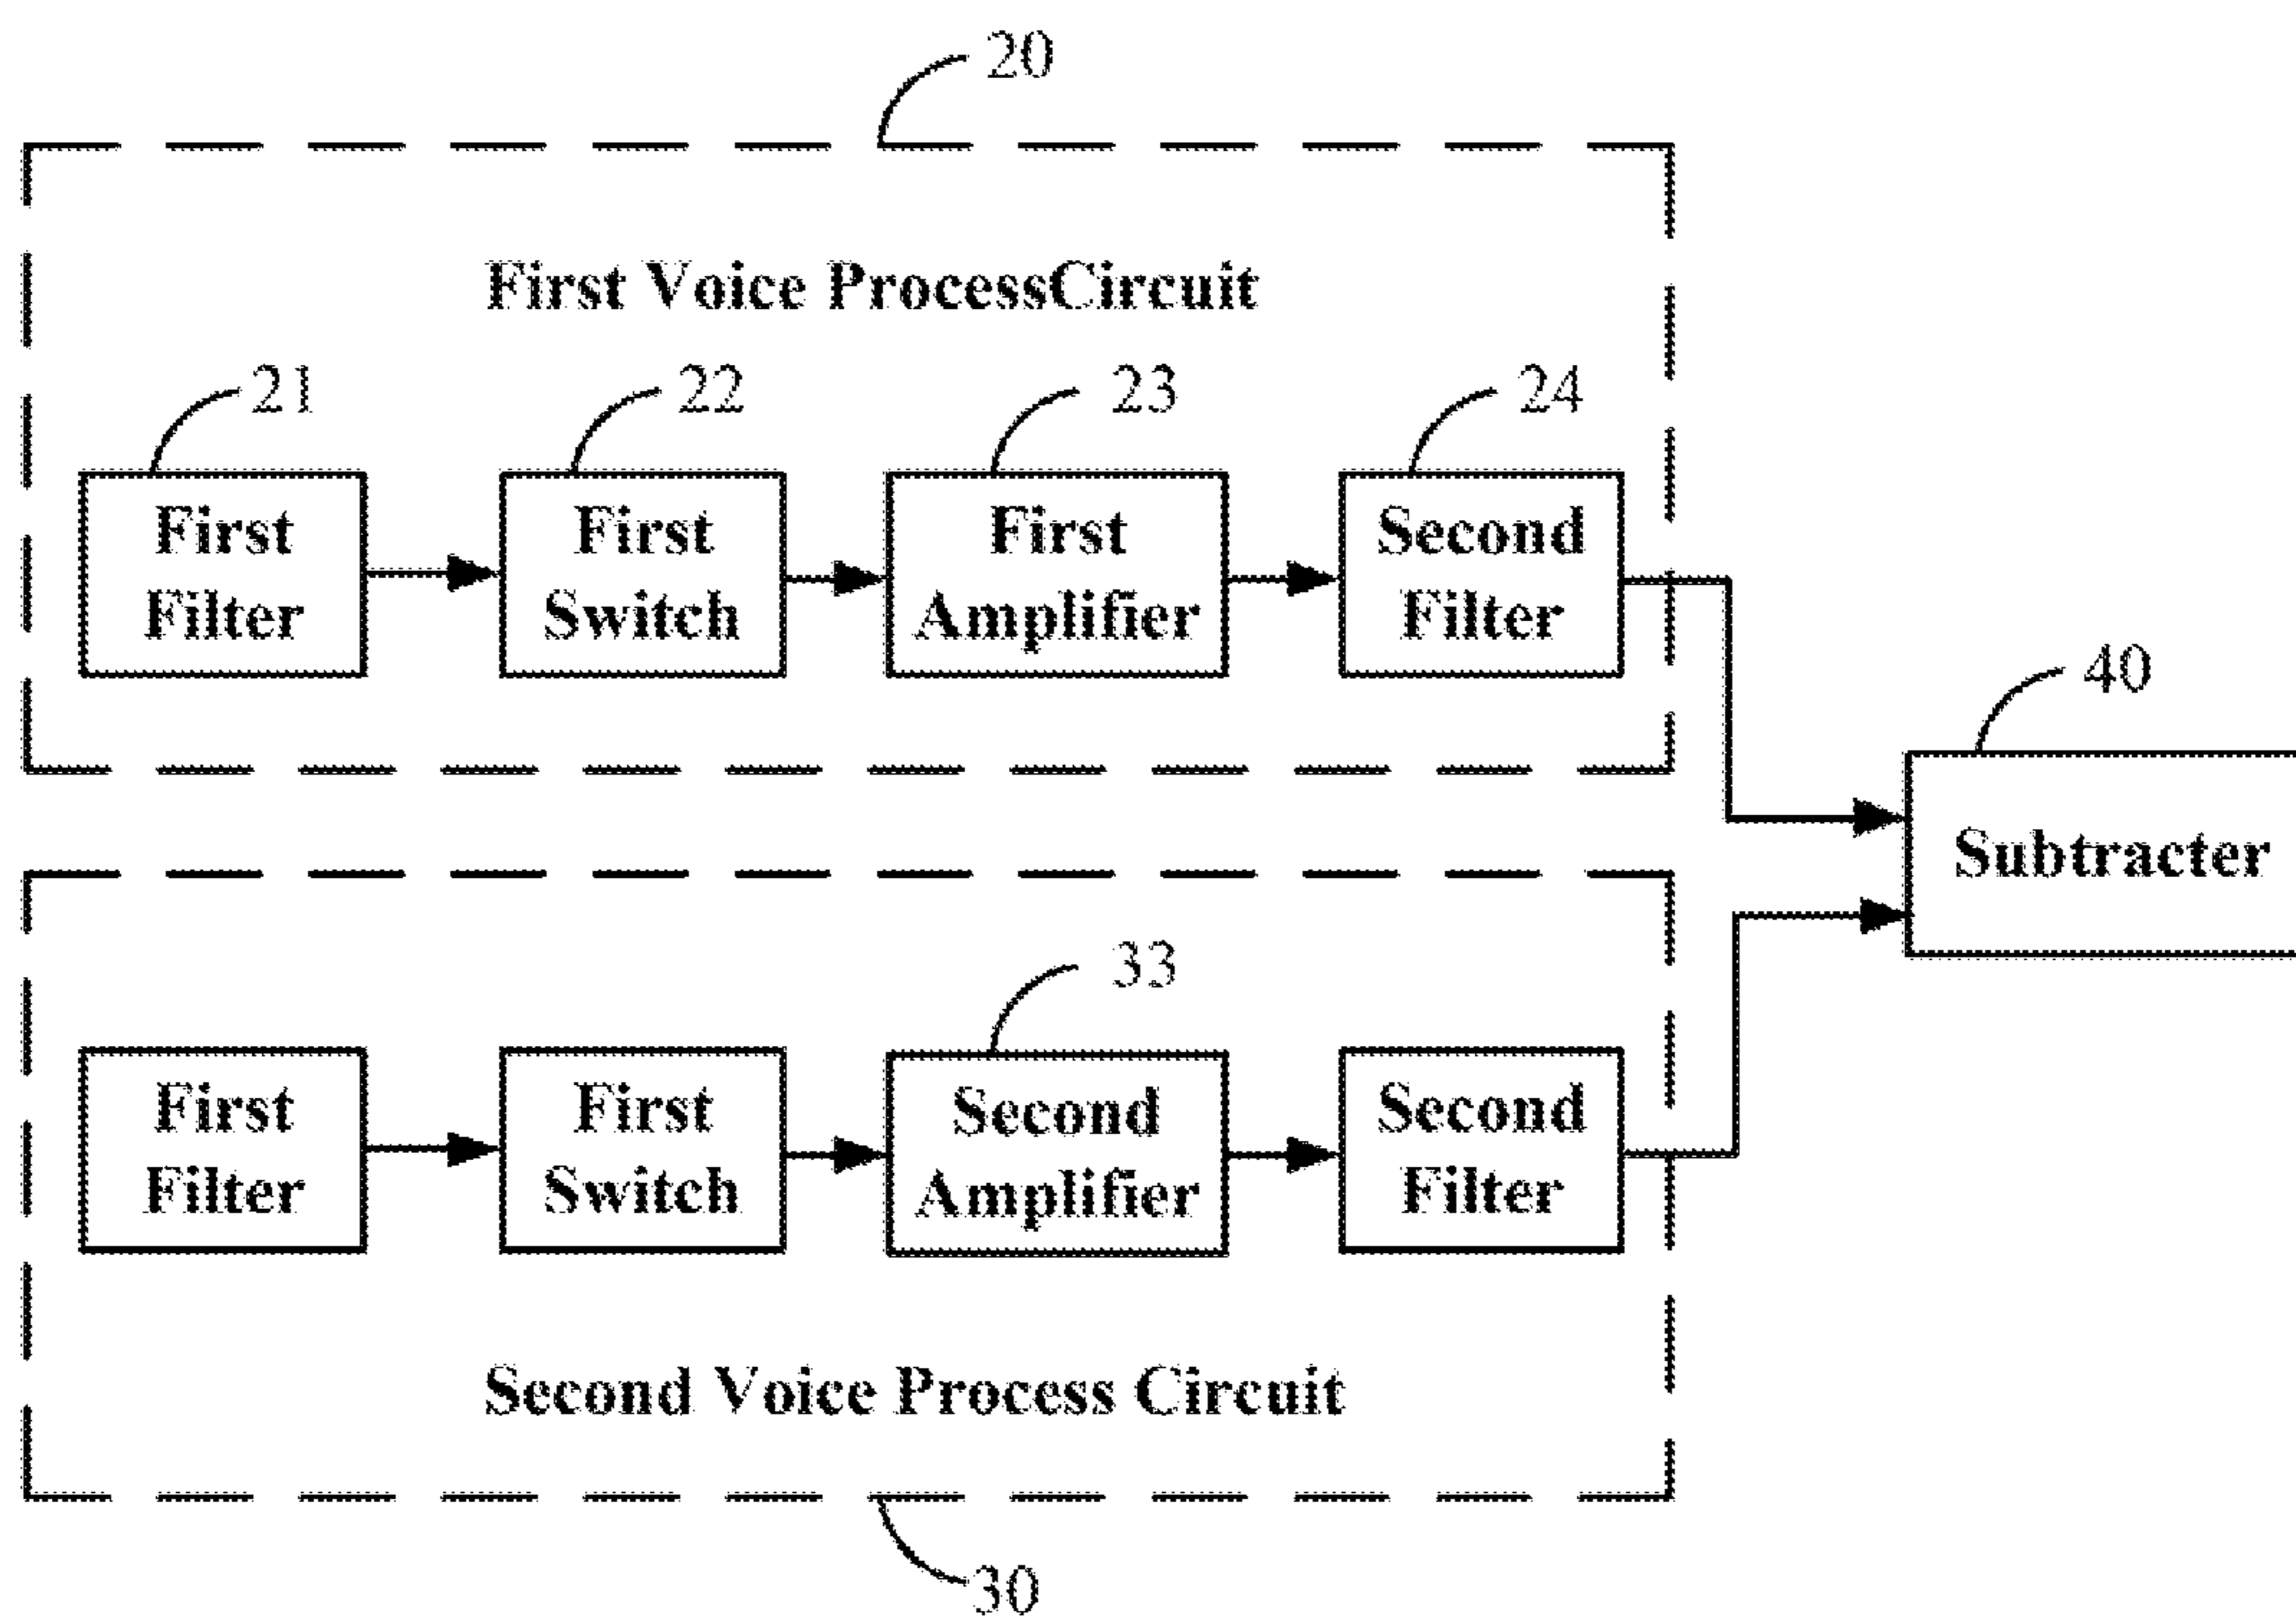 20
First Voice ProcessCircuit
21
22
23
24
First
Filter
First
Switch
First
Amplifier
Second
Filter
40
Subtracter
33
First
Filter
First
Switch
Second
Amplifier
Second
Filter
Second Voice Process Circuit
30